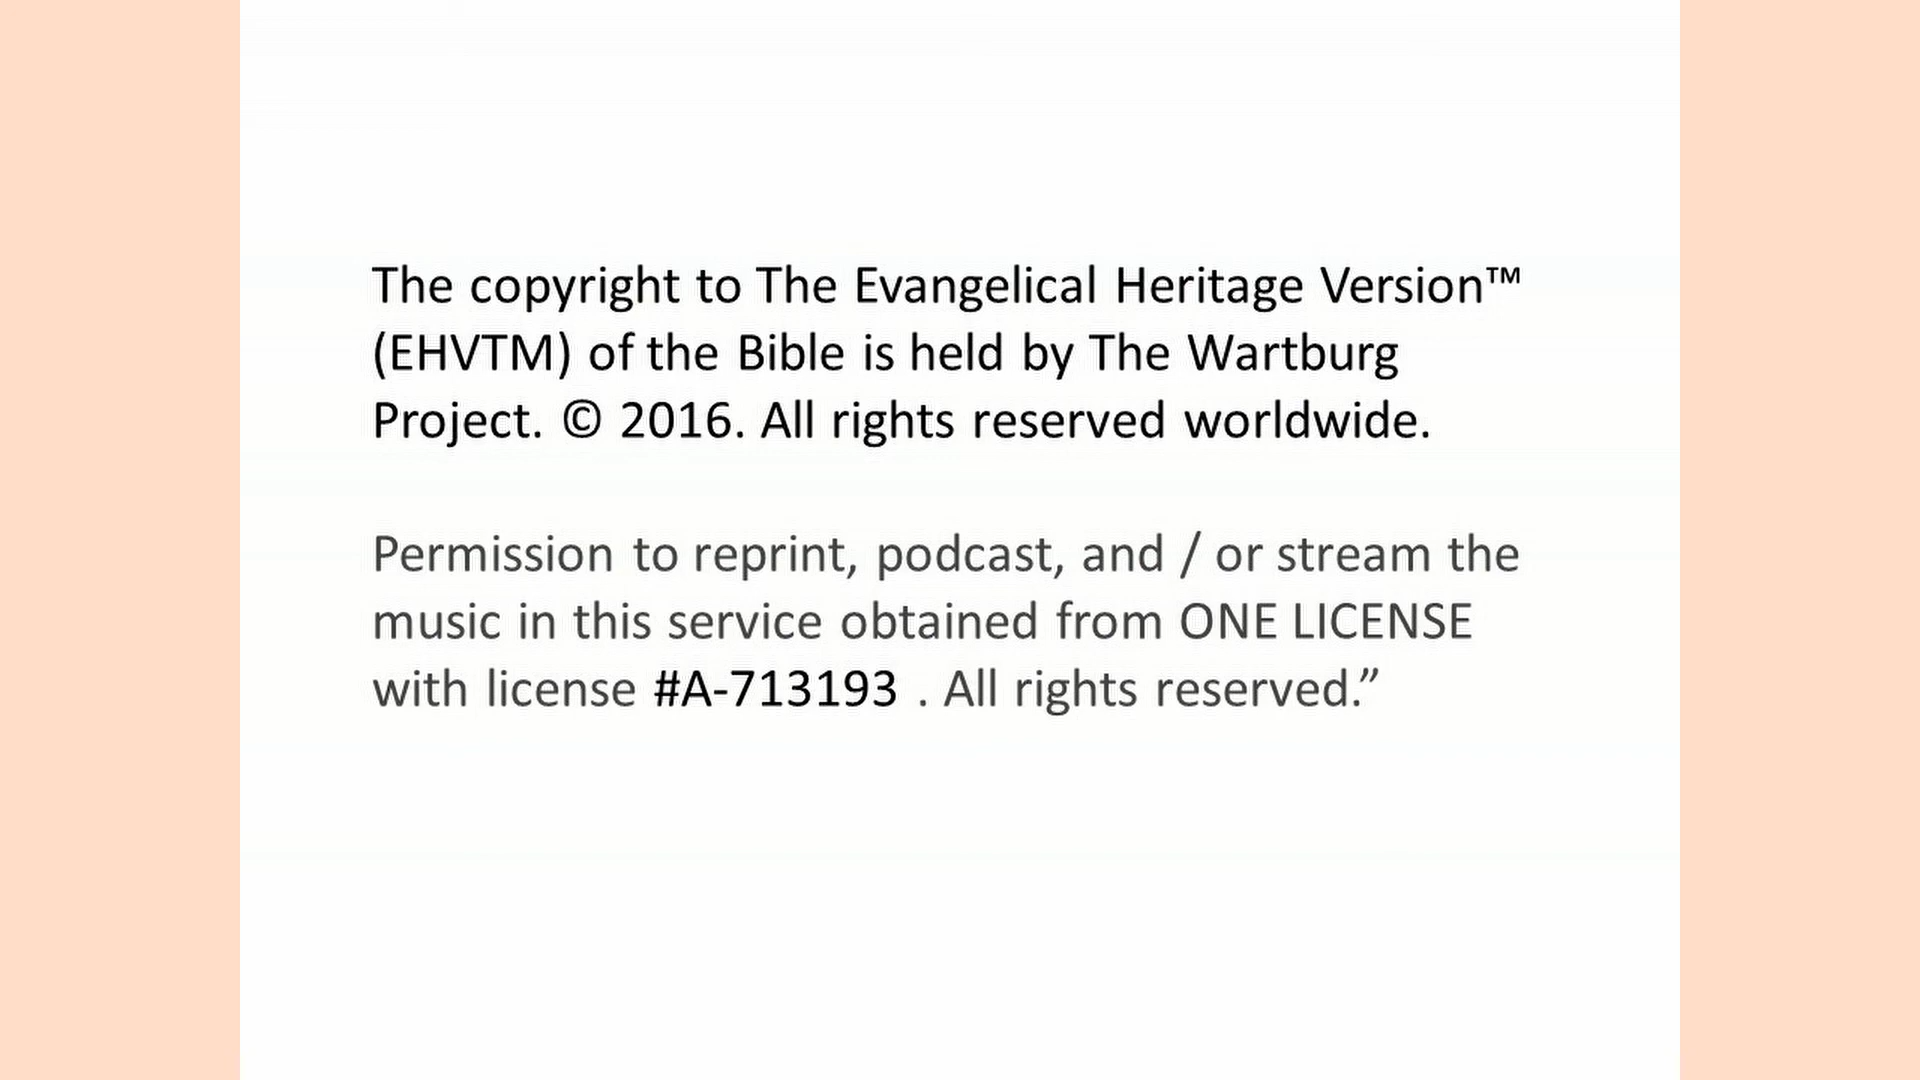 The copyright to The Evangelical Heritage Version™
(EHVTM) of the Bible is held by The Wartburg
Project. © 2016. All rights reserved worldwide.
Permission to reprint, podcast, and / or stream the
music in this service obtained from ONE LICENSE
with license #A-713193 . All rights reserved.”